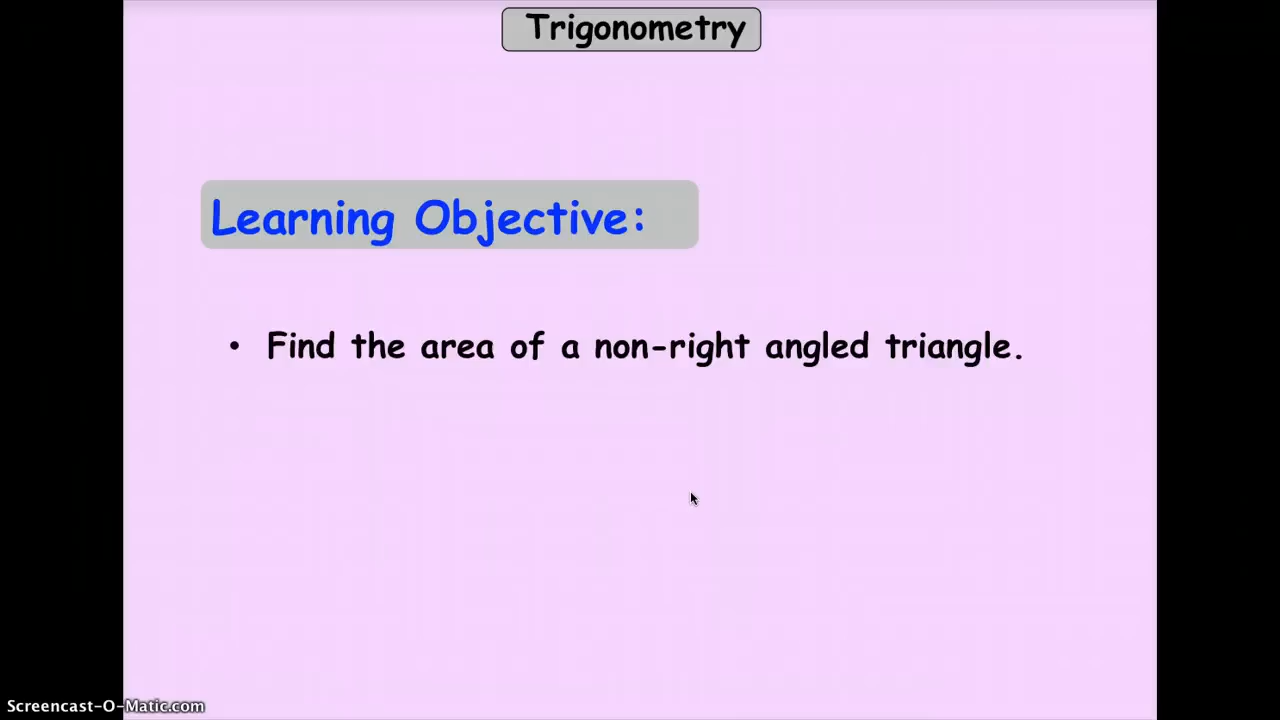 Trigonometry
Learning Objective:
• Find the area of a non-right angled triangle.
Screencast-O-Matic.com